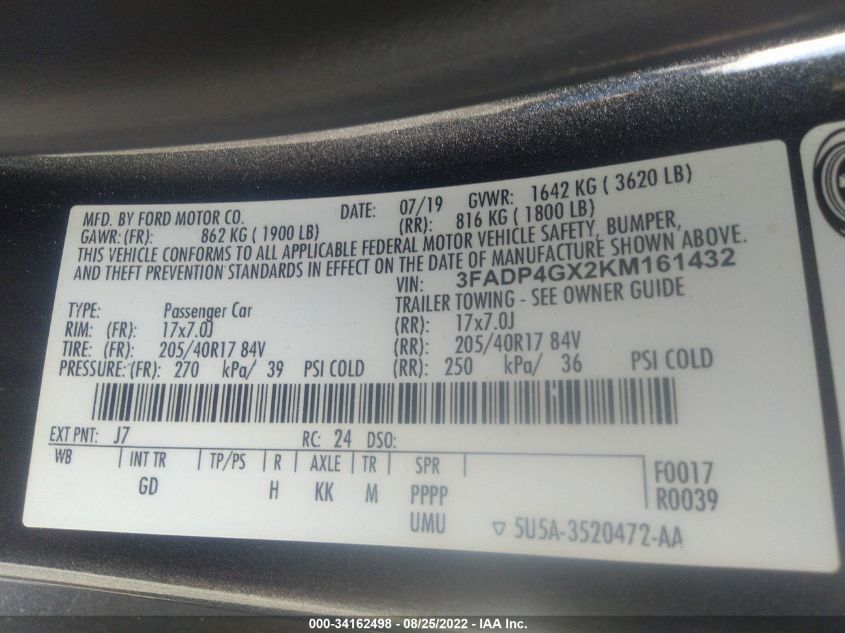 MFD. BY FORD MOTOR CO. DATE: 07/19 GVWR: 1642 KG ( 3620 LB)
GAWR: (FR): 862 KG ( 1900 LB) (RR): 816 KG ( 1800 LB)
THIS VEHICLE CONFORMS TO ALL APPLICABLE FEDERAL MOTOR VEHICLE SAFETY, BUMPER,
AND THEFT PREVENTION STANDARDS IN EFFECT ON THE DATE OF MANUFACTURE SHOWN ABOVE.
VIN: 3FADP4GX2KM161432
TRAILER TOWING - SEE OWNER GUIDE
TYPE: Passenger Car
RIM: (FR): 17x7.0J (RR): 17x7.0J
TIRE: (FR): 205/40R17 84V (RR): 205/40R17 84V
PRESSURE: (FR): 270 kPa/ 39 PSI COLD (RR): 250 kPa/ 36 PSI COLD
EXT PNT: J7 RC: 24 DSO:
WB INT TR TP/PS R AXLE TR SPR F0017
GD H KK M PPPP R0039
UMU ▽ 5U5A-3520472-AA
000-34162498 - 08/25/2022 - IAA Inc.